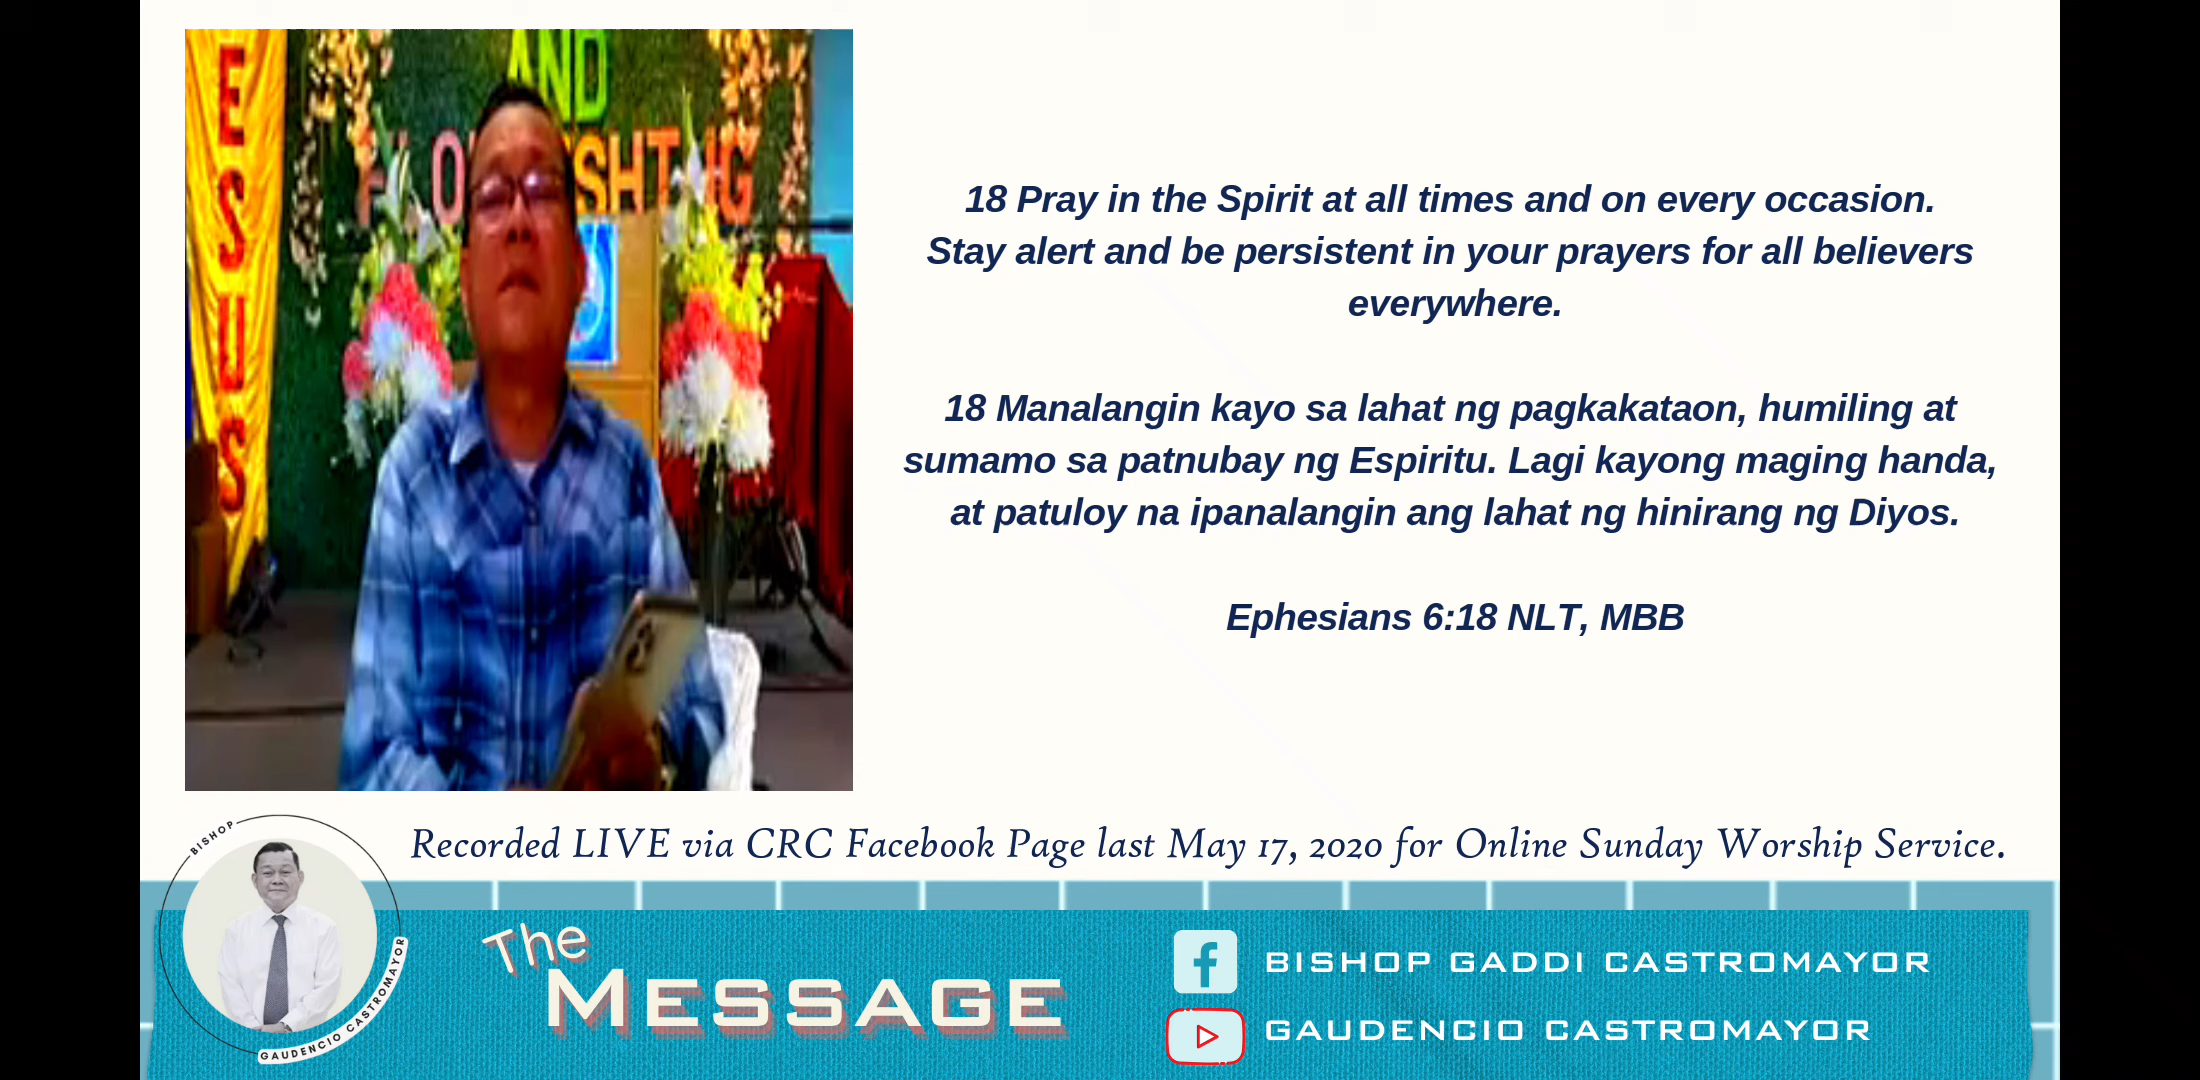 ESUS
AND
18 Pray in the Spirit at all times and on every occasion.
Stay alert and be persistent in your prayers for all believers
everywhere.
18 Manalangin kayo sa lahat ng pagkakataon, humiling at
sumamo sa patnubay ng Espiritu. Lagi kayong maging handa,
at patuloy na ipanalangin ang lahat ng hinirang ng Diyos.
Ephesians 6:18 NLT, MBB
Recorded LIVE via CRC Facebook Page last May 17, 2020 for Online Sunday Worship Service.
BISHOP
GAUDENCIO CASTROMAYOR
The
MESSAGE
BISHOP GADDI CASTROMAYOR
GAUDENCIO CASTROMAYOR